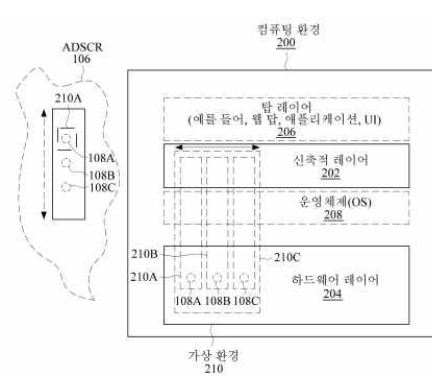 컴퓨팅 환경
200
ADSCR
106
210A
108A
108B
108C
탑 레이어
(예를 들어, 웹 탑, 애플리케이션, UI)
206
신축적 레이어
202
운영체제(OS)
208
210B
210A
210C
108A 108B 108C
하드웨어 레이어
204
가상 환경
210